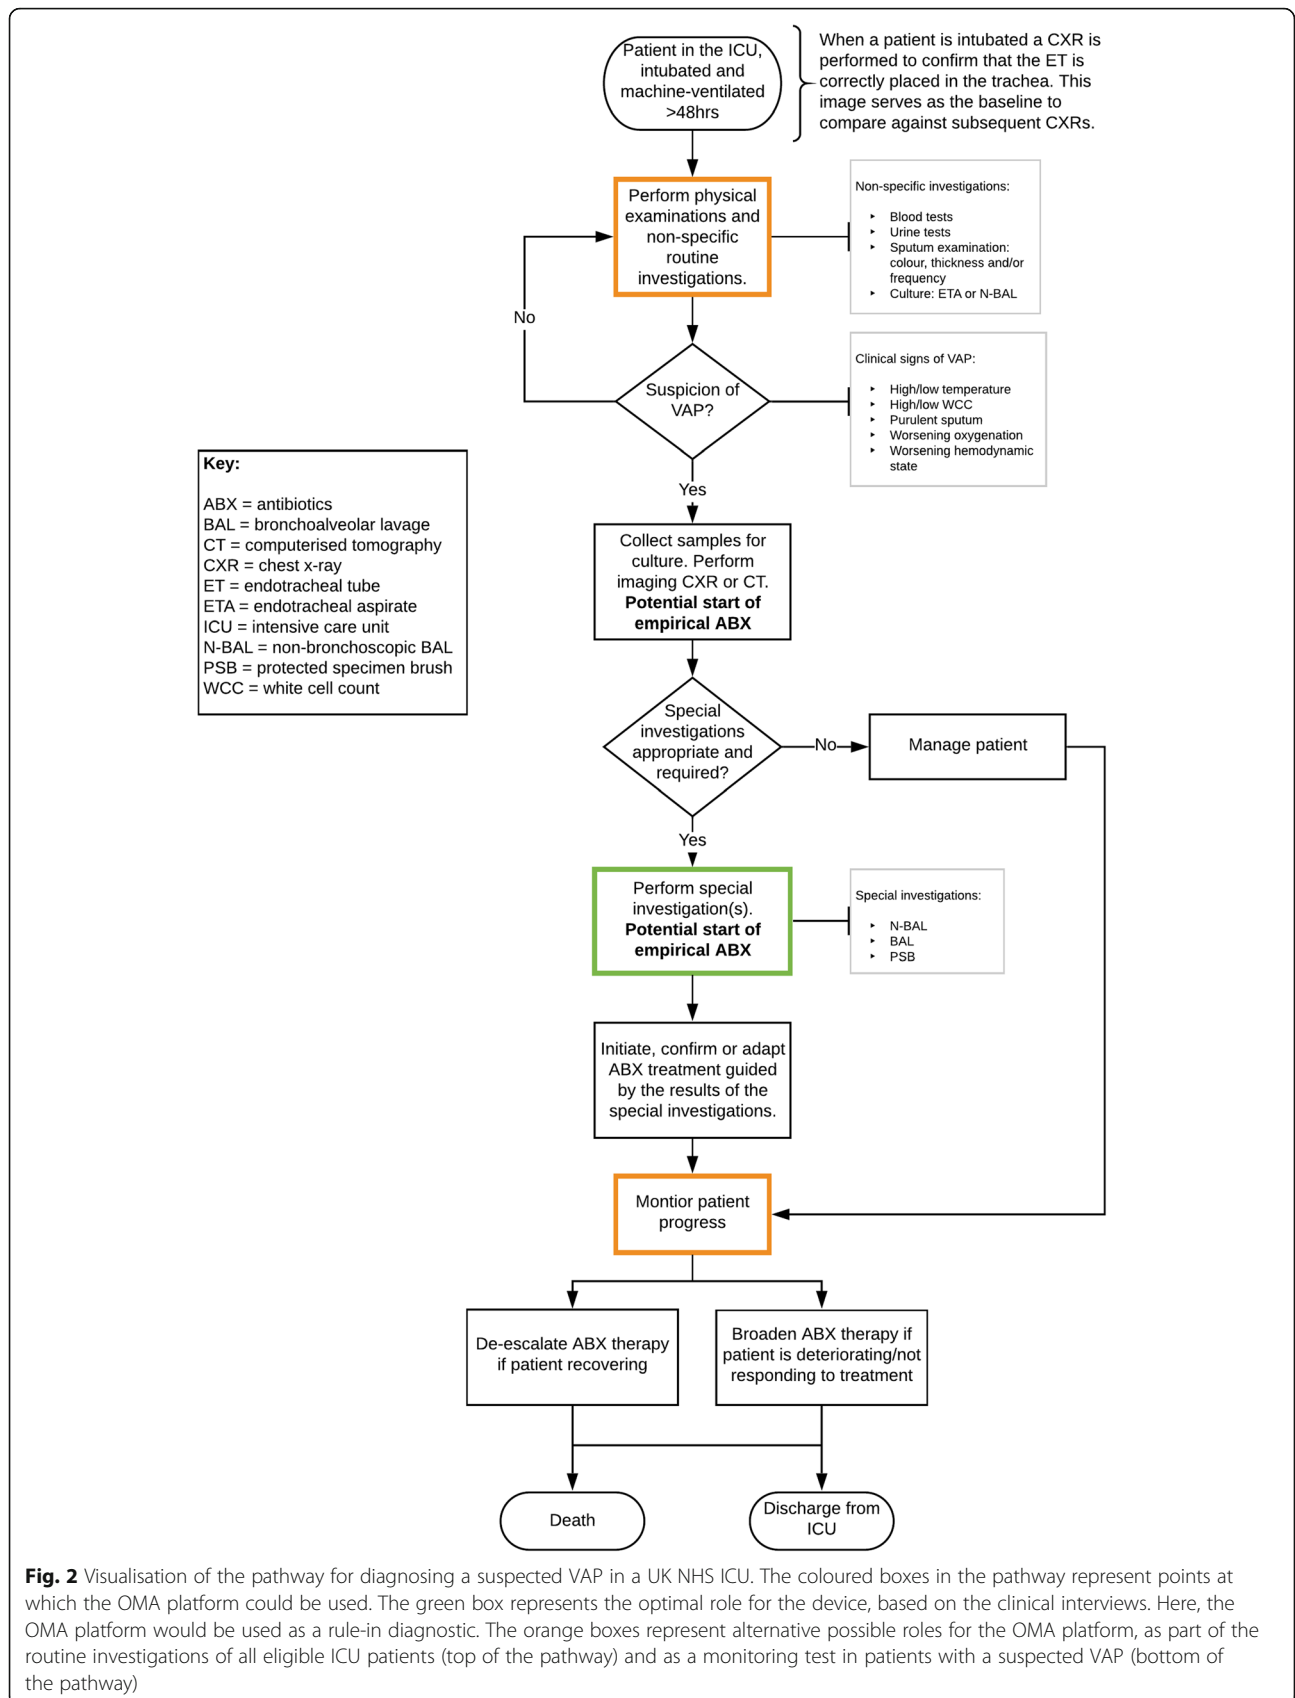 Patient in the ICU,
intubated and
machine-ventilated
>48hrs
When a patient is intubated a CXR is
performed to confirm that the ET is
correctly placed in the trachea. This
image serves as the baseline to
compare against subsequent CXRs.
Perform physical
examinations and
non-specific
routine
investigations.
Non-specific investigations:
‣ Blood tests
‣ Urine tests
‣ Sputum examination:
colour, thickness and/or
frequency
‣ Culture: ETA or N-BAL
No
Suspicion of
VAP?
Clinical signs of VAP:
‣ High/low temperature
‣ High/low WCC
‣ Purulent sputum
‣ Worsening oxygenation
‣ Worsening hemodynamic
state
Yes
Key:
ABX = antibiotics
BAL = bronchoalveolar lavage
CT = computerised tomography
CXR = chest x-ray
ET = endotracheal tube
ETA = endotracheal aspirate
ICU = intensive care unit
N-BAL = non-bronchoscopic BAL
PSB = protected specimen brush
WCC = white cell count
Collect samples for
culture. Perform
imaging CXR or CT.
Potential start of
empirical ABX
Special
investigations
appropriate and
required?
No
Manage patient
Yes
Perform special
investigation(s).
Potential start of
empirical ABX
Special investigations:
‣ N-BAL
‣ BAL
‣ PSB
Initiate, confirm or adapt
ABX treatment guided
by the results of the
special investigations.
Montior patient
progress
De-escalate ABX therapy
if patient recovering
Broaden ABX therapy if
patient is deteriorating/not
responding to treatment
Death
Discharge from
ICU
Fig. 2 Visualisation of the pathway for diagnosing a suspected VAP in a UK NHS ICU. The coloured boxes in the pathway represent points at
which the OMA platform could be used. The green box represents the optimal role for the device, based on the clinical interviews. Here, the
OMA platform would be used as a rule-in diagnostic. The orange boxes represent alternative possible roles for the OMA platform, as part of the
routine investigations of all eligible ICU patients (top of the pathway) and as a monitoring test in patients with a suspected VAP (bottom of
the pathway)